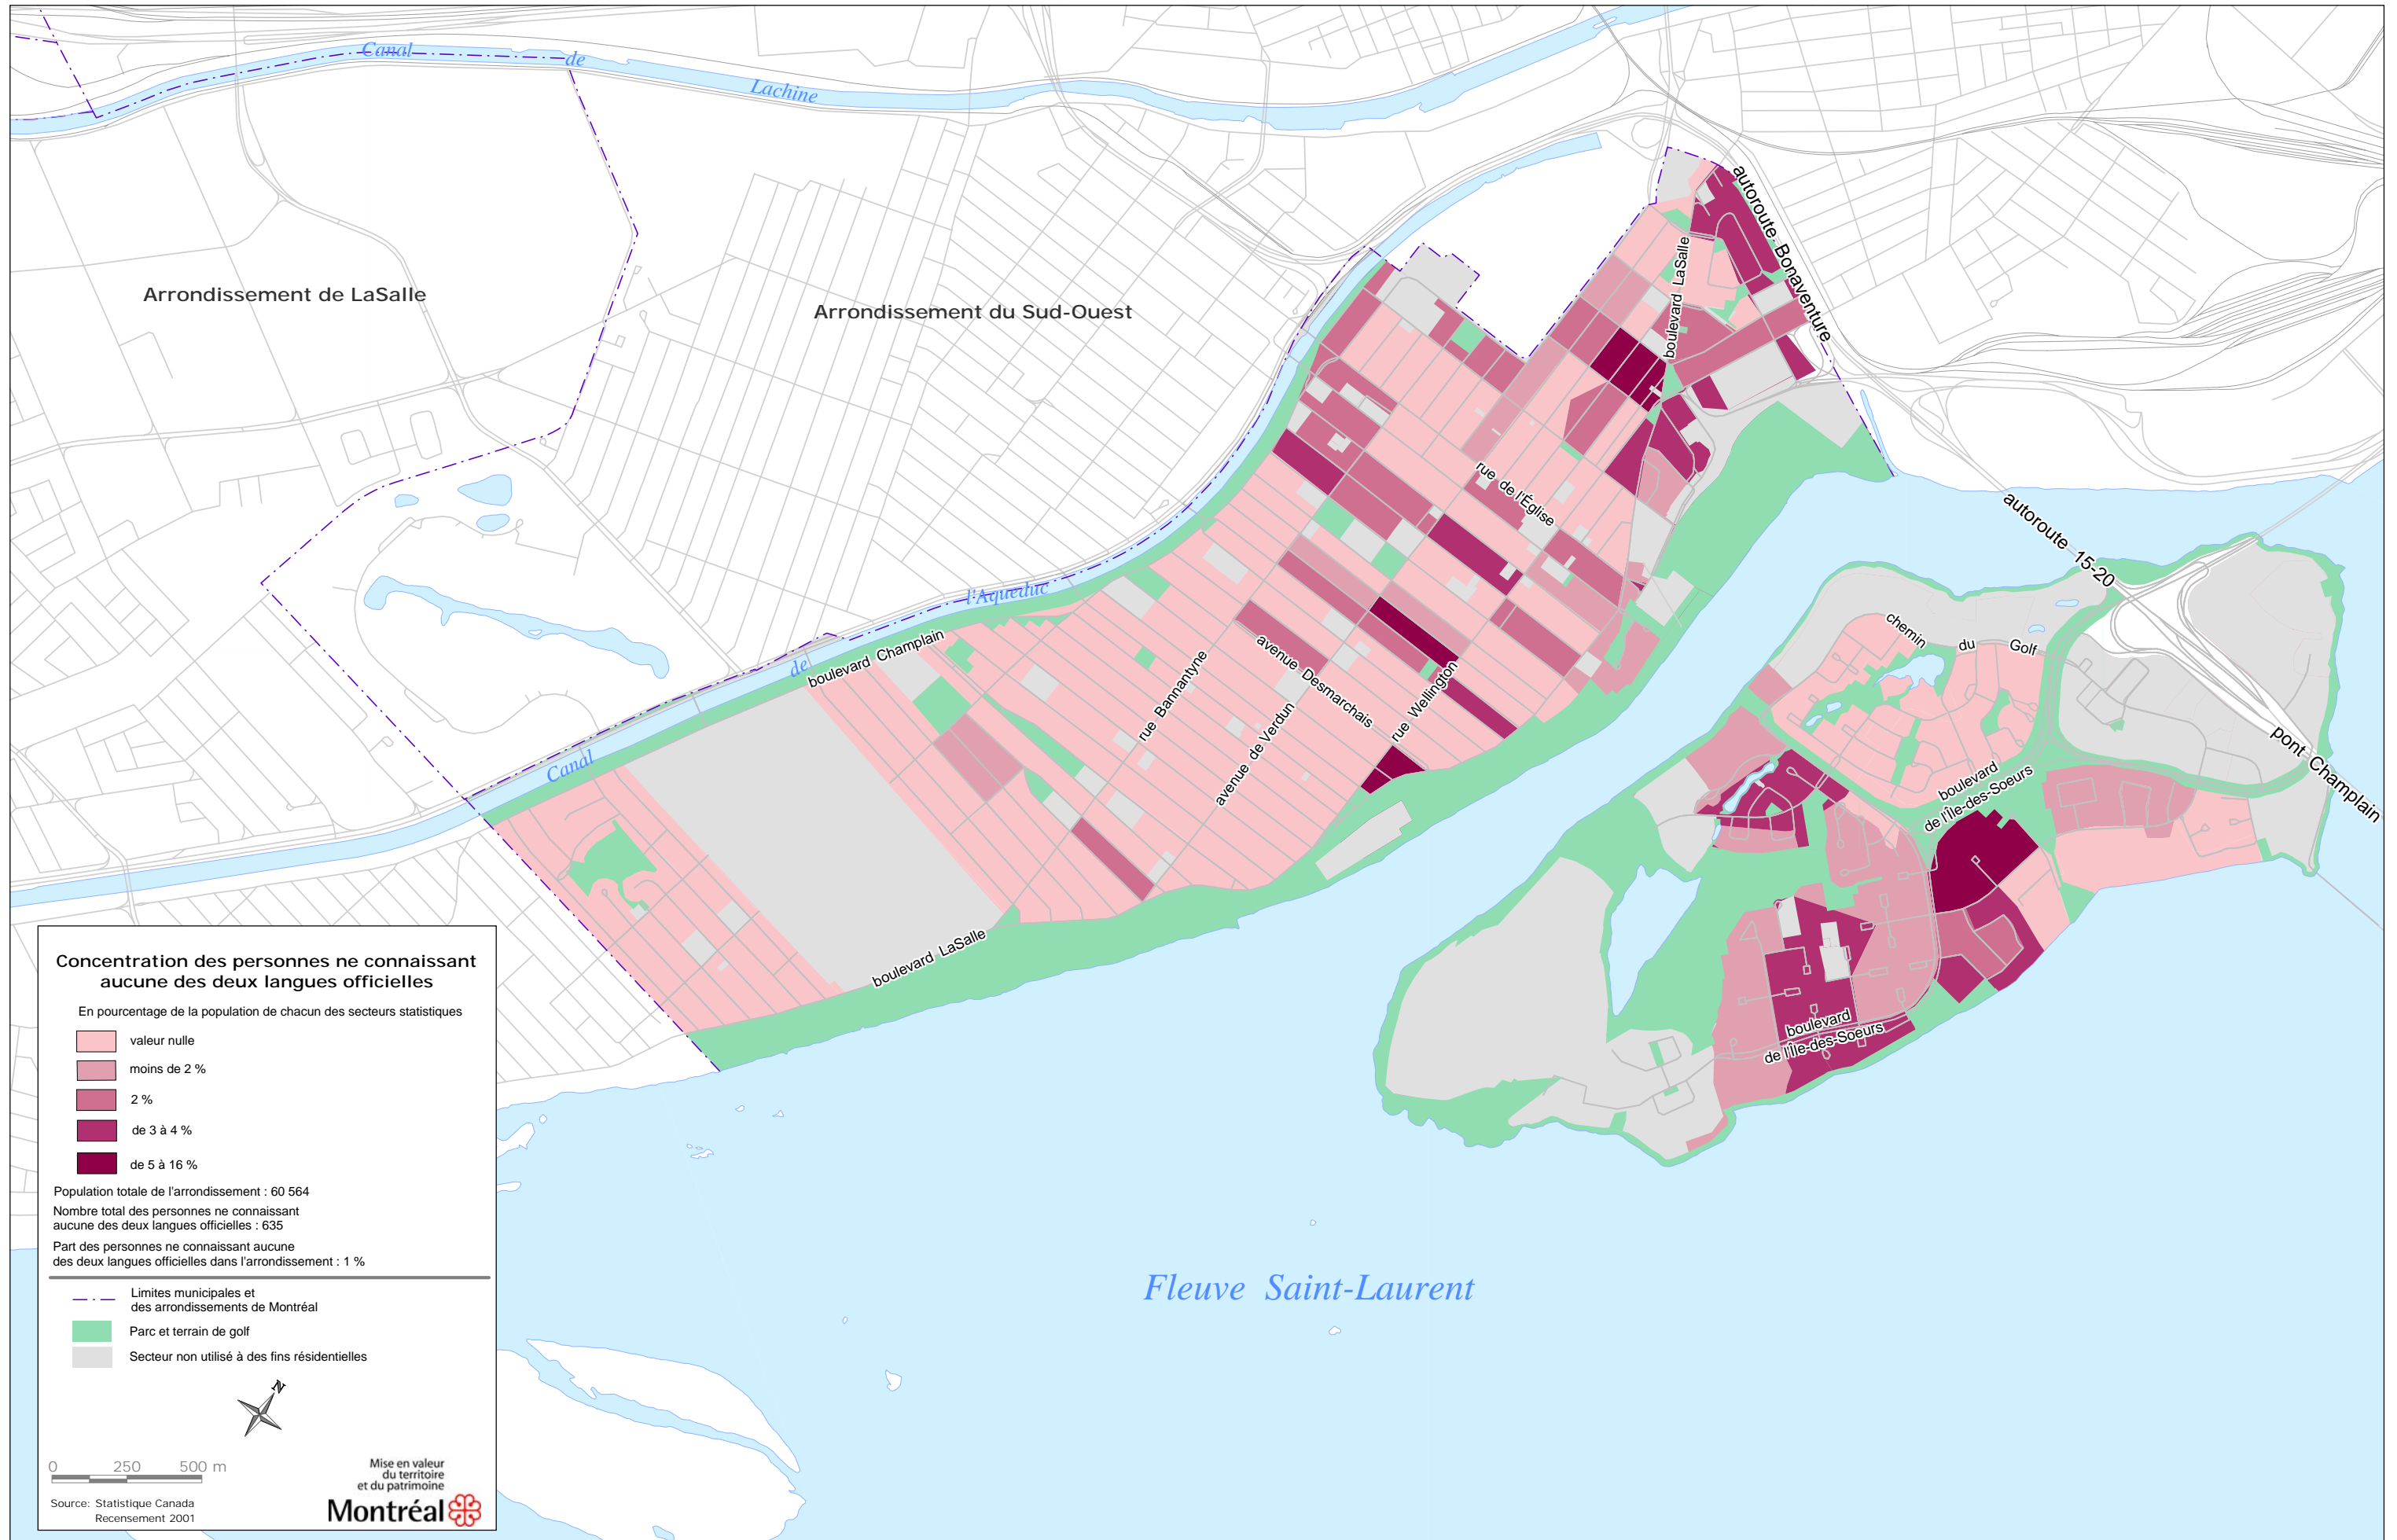 Canal
de
Lachine
Arrondissement de LaSalle
Arrondissement du Sud-Ouest
autoroute Bonaventure
boulevard LaSalle
rue de l'Église
autoroute 15-20
l'Aqueduc
de
Canal
boulevard Champlain
rue Bannantyne
avenue Desmarchais
avenue de Verdun
rue Wellington
chemin du Golf
pont Champlain
boulevard
de l'Île-des-Soeurs
boulevard LaSalle
boulevard
de l'Île-des-Soeurs
Fleuve Saint-Laurent
Concentration des personnes ne connaissant
aucune des deux langues officielles
En pourcentage de la population de chacun des secteurs statistiques
valeur nulle
moins de 2 %
2 %
de 3 à 4 %
de 5 à 16 %
Population totale de l'arrondissement : 60 564
Nombre total des personnes ne connaissant
aucune des deux langues officielles : 635
Part des personnes ne connaissant aucune
des deux langues officielles dans l'arrondissement : 1 %
Limites municipales et
des arrondissements de Montréal
Parc et terrain de golf
Secteur non utilisé à des fins résidentielles
N
0 250 500 m
Source: Statistique Canada
Recensement 2001
Mise en valeur
du territoire
et du patrimoine
Montréal